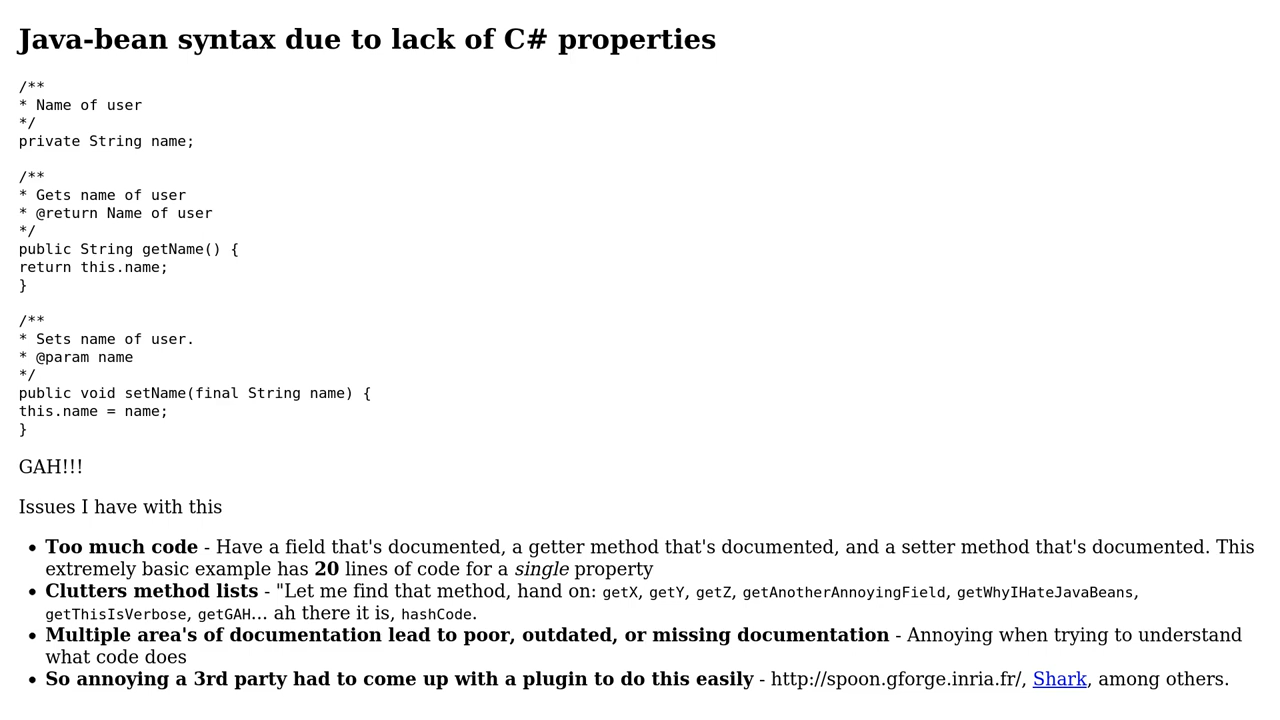 Java-bean syntax due to lack of C# properties
/**
* Name of user
*/
private String name;
/**
* Gets name of user
* @return Name of user
*/
public String getName() {
return this.name;
}
/**
* Sets name of user.
* @param name
*/
public void setName(final String name) {
this.name = name;
}
GAH!!!
Issues I have with this
• Too much code - Have a field that's documented, a getter method that's documented, and a setter method that's documented. This
extremely basic example has 20 lines of code for a single property
• Clutters method lists - "Let me find that method, hand on: getX, getY, getZ, getAnotherAnnoyingField, getWhyIHateJavaBeans,
getThisIsVerbose, getGAH... ah there it is, hashCode.
• Multiple area's of documentation lead to poor, outdated, or missing documentation - Annoying when trying to understand
what code does
• So annoying a 3rd party had to come up with a plugin to do this easily - http://spoon.gforge.inria.fr/, Shark, among others.